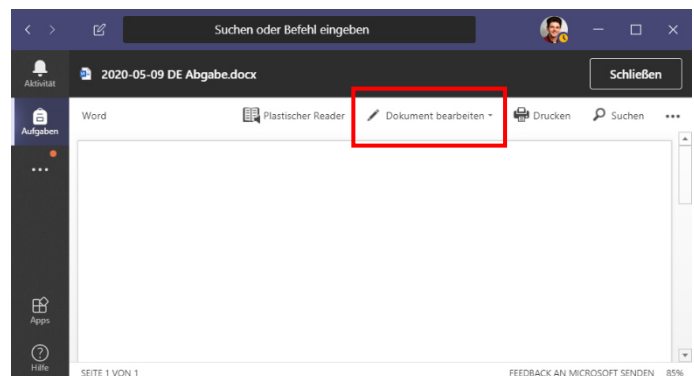 Suchen oder Befehl eingeben
Aktivität
2020-05-09 DE Abgabe.docx
Schließen
Aufgaben
Word
Plastischer Reader
Dokument bearbeiten
Drucken
Suchen
Apps
Hilfe
SEITE 1 VON 1
FEEDBACK AN MICROSOFT SENDEN 85%